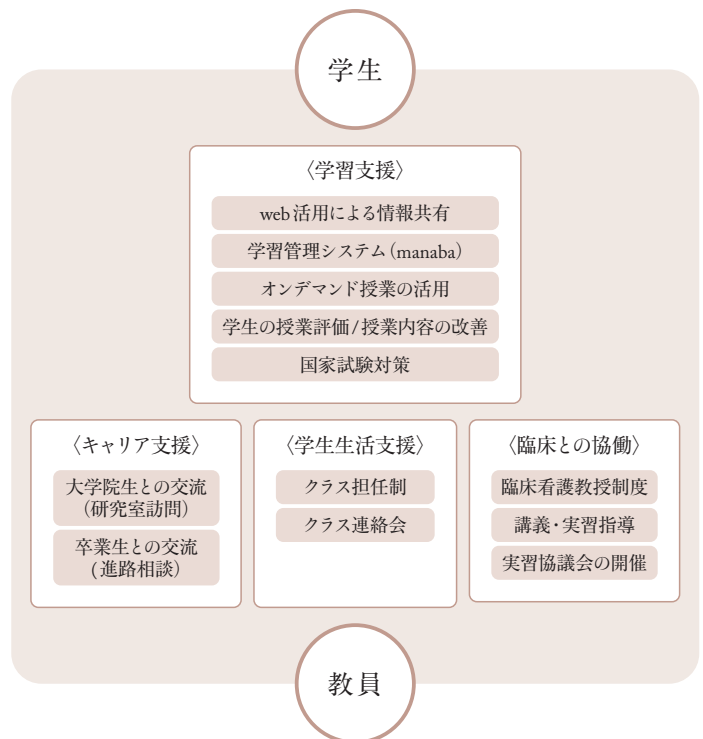 学生
〈学習支援〉
web活用による情報共有
学習管理システム(manaba)
オンデマンド授業の活用
学生の授業評価/授業内容の改善
国家試験対策
〈キャリア支援〉
大学院生との交流
(研究室訪問)
卒業生との交流
(進路相談)
〈学生生活支援〉
クラス担任制
クラス連絡会
〈臨床との協働〉
臨床看護教授制度
講義・実習指導
実習協議会の開催
教員